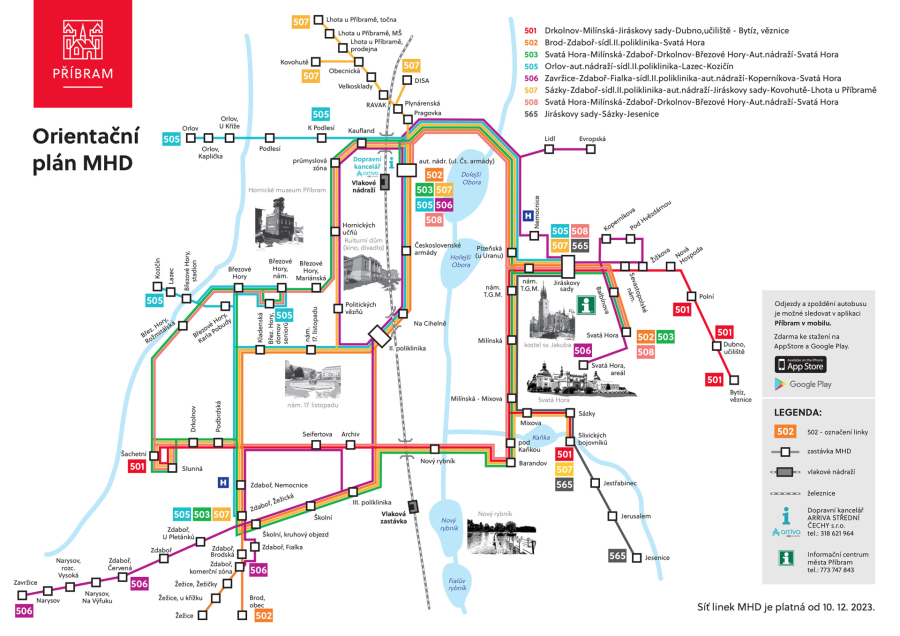 PŘÍBRAM
Orientační
plán MHD
501 Drkolnov-Milínská-Jiráskovy sady-Dubno,učiliště - Bytíz, věznice
502 Brod-Zdaboř-sídl.II.poliklinika-Svatá Hora
503 Svatá Hora-Milínská-Zdaboř-Drkolnov-Březové Hory-Aut.nádraží-Svatá Hora
505 Orlov-aut.nádraží-sídl.II.poliklinika-Lazec-Kozičín
506 Zavržice-Zdaboř-Fialka-sídl.II.poliklinika-aut.nádraží-Koperníkova-Svatá Hora
507 Sázky-Zdaboř-sídl.II.poliklinika-aut.nádraží-Jiráskovy sady-Kovohutě-Lhota u Příbramě
508 Svatá Hora-Milínská-Zdaboř-Drkolnov-Březové Hory-Aut.nádraží-Svatá Hora
565 Jiráskovy sady-Sázky-Jesenice
507
Lhota u Příbramě, točna
Lhota u Příbramě, MŠ
Lhota u Příbramě,
prodejna
Kovohutě
507
Obecnická
Velkosklady
RAVAK
507
DISA
Plynárenská
Pragovka
505
Orlov
Orlov,
Kaplička
Orlov,
U Kříže
Podlesí
505
K Podlesí
Kaufland
průmyslová
zóna
Dopravní
kancelář
arriva
Vlakové
nádraží
aut. nádr. (ul. Čs. armády)
502
503 507
505 506
508
Dolejší
Obora
Lidl
Evropská
H
Nemocnice
505 508
507 565
Koperníkova
Pod Hvězdárnou
Hornické muzeum Příbram
Hornických
učňů
Kulturní dům
(kino, divadlo)
Československé
armády
Hořejší
Obora
Plzeňská
(u Uranu)
nám.
T.G.M.
nám.
T.G.M.
Jiráskovy
sady
Balbínova
Sevastopolské
nám.
Žižkova
Nová
Hospoda
501
Polní
501
Dubno,
učiliště
501
Bytíz,
věznice
Kozičín
Lazec
Březové Hory,
stadion
505
Březové
Hory
Březové
Hory,
nám.
Březové
Hory,
Mariánská
Břez. Hory,
Rožmitálská
Březové Hory,
Karla Pobudy
505
Kladenská
Břez. Hory,
domov
seniorů
nám.
17. listopadu
Politických
vězňů
Na Cihelně
II. poliklinika
nám. 17. listopadu
i
kostel sv. Jakuba
Svatá Hora
502 503
508
506
Svatá Hora,
areál
Svatá Hora
Milínská
Milínská - Mixova
Mixova
Sázky
Kaňka
pod
Kaňkou
Slivických
bojovníků
501
507
565
Barandov
Nový rybník
Drkolnov
Podbrdská
Šachetní
501
Slunná
Seifertova
Archiv
H
Zdaboř, Nemocnice
Zdaboř, Žežická
505 503 507
Zdaboř,
U Pletánků
III. poliklinika
Školní
Školní, kruhový objezd
Zdaboř, Fialka
Zdaboř,
Brodská
506
Zdaboř,
komerční zóna
Zdaboř
Zdaboř,
Červená
506
Zavržice
506
Narysov
Narysov,
rozc.
Vysoká
Narysov,
Na Výfuku
Žežice, Žežičky
Žežice, u křížku
Žežice
Brod,
obec
502
Vlaková
zastávka
Nový
rybník
Nový rybník
Fialův
rybník
Jestřabinec
Jerusalem
565
Jesenice
Odjezdy a zpoždění autobusu
je možné sledovat v aplikaci
Příbram v mobilu.
Zdarma ke stažení na
AppStore a Google Play.
Available on the iPhone
App Store
Google Play
LEGENDA:
502 502 - označení linky
zastávka MHD
vlakové nádraží
železnice
i
arriva
Dopravní kancelář
ARRIVA STŘEDNÍ
ČECHY s.r.o.
tel.: 318 621 964
i
Informační centrum
města Příbram
tel.: 773 747 843
Síť linek MHD je platná od 10. 12. 2023.